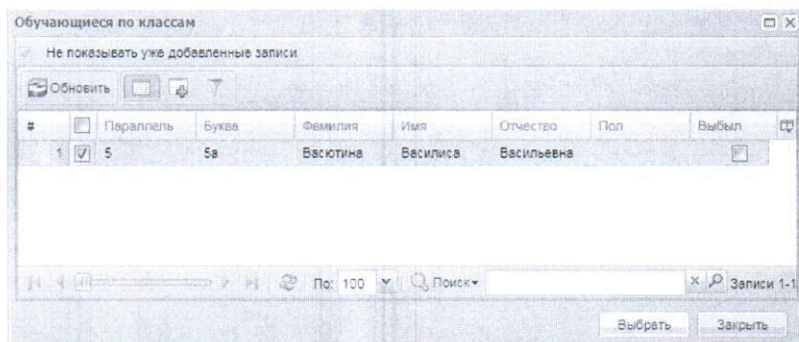 Обучающиеся по классам
Не показывать уже добавленные записи
Обновить
# Параллель Буква Фамилия Имя Отчество Пол Выбыл
1 5 5а Васютина Василиса Васильевна
По: 100 Поиск Записи 1-1
Выбрать Закрыть